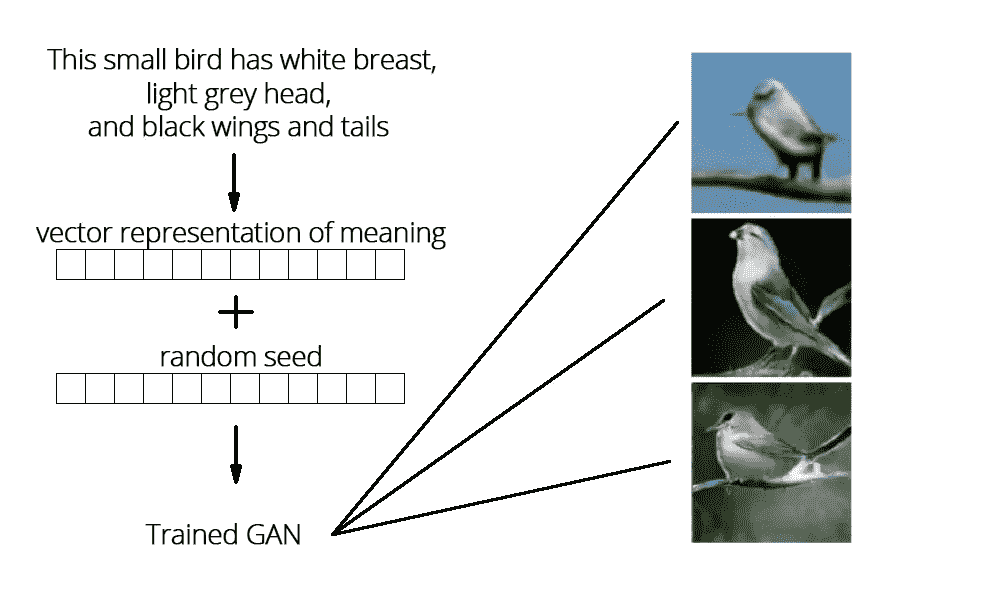 This small bird has white breast,
light grey head,
and black wings and tails
vector representation of meaning
+
random seed
Trained GAN